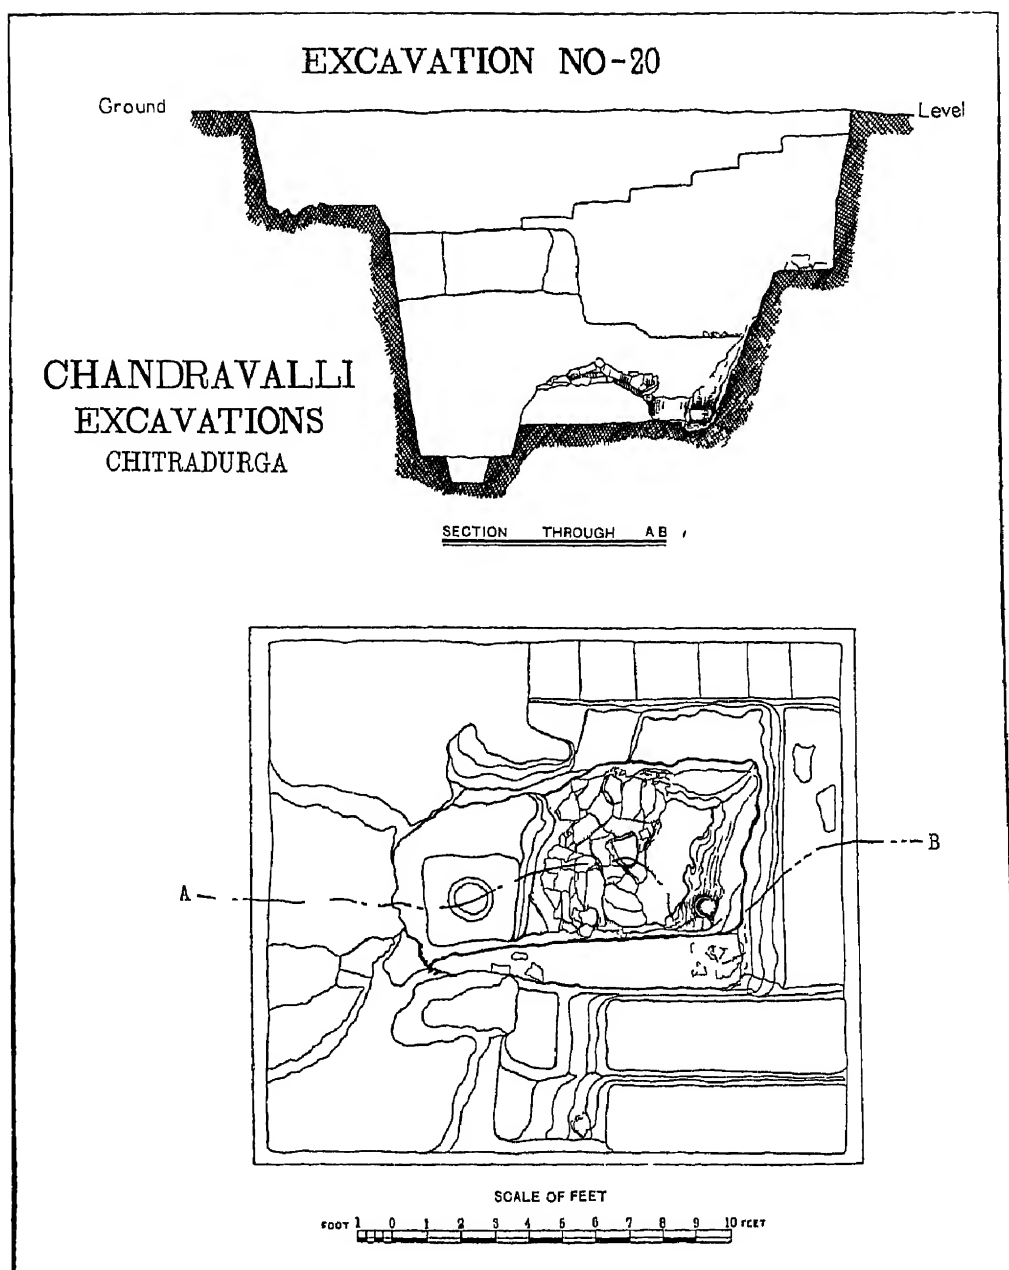 EXCAVATION NO-20
Ground Level
CHANDRAVALLI
EXCAVATIONS
CHITRADURGA
SECTION THROUGH AB
A B
SCALE OF FEET
FOOT 1 0 1 2 3 4 5 6 7 8 9 10 FEET